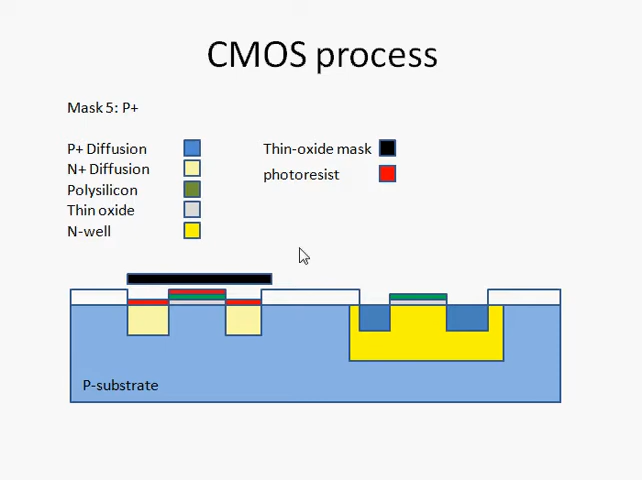 CMOS process
Mask 5: P+
P+ Diffusion
N+ Diffusion
Polysilicon
Thin oxide
N-well
Thin-oxide mask
photoresist
P-substrate